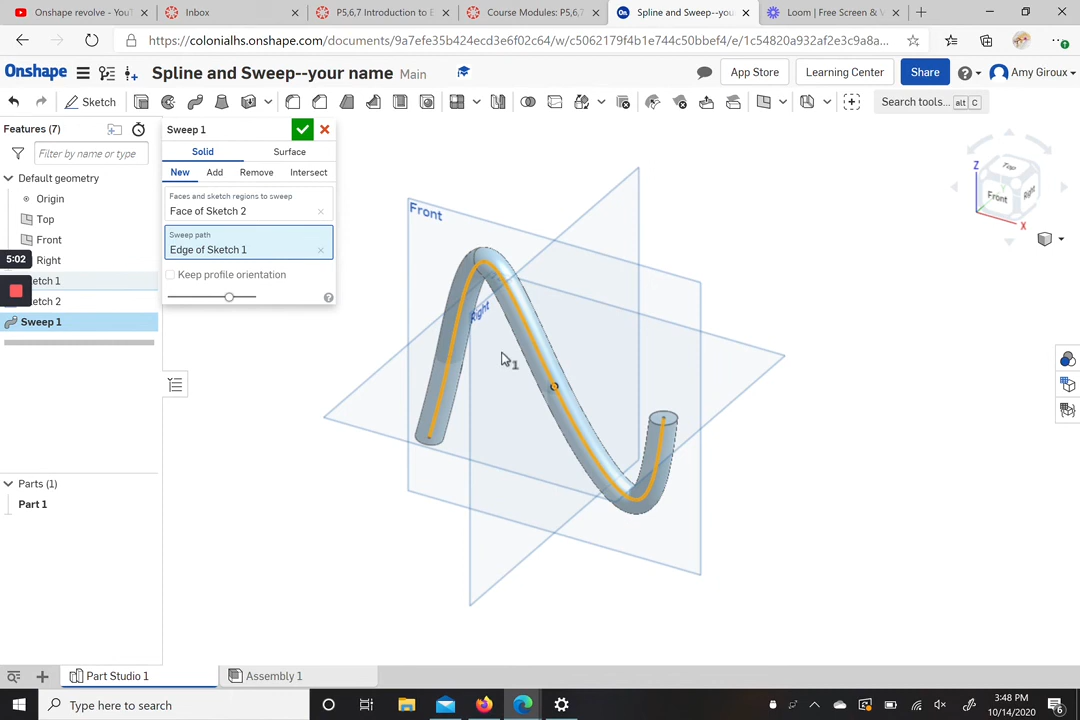 Onshape revolve - YouT
Inbox
P5,6,7 Introduction to E
Course Modules: P5,6,7
Spline and Sweep--you
Loom | Free Screen & V
https://colonialhs.onshape.com/documents/9a7efe35b424ecd3e6f02c64/w/c5062179f4b1e744c50bbef4/e/1c54820a932af2e3c9a8a...
Onshape
Spline and Sweep--your name
Main
App Store
Learning Center
Share
Amy Giroux
Sketch
Search tools...
alt
C
Features (7)
Filter by name or type
Default geometry
Origin
Top
Front
Right
5:02
etch 1
etch 2
Sweep 1
Sweep 1
Solid
Surface
New
Add
Remove
Intersect
Faces and sketch regions to sweep
Face of Sketch 2
Sweep path
Edge of Sketch 1
Keep profile orientation
Front
Right
1
Z
Top
Front
Right
X
Parts (1)
Part 1
Part Studio 1
Assembly 1
Type here to search
3:48 PM
10/14/2020
6